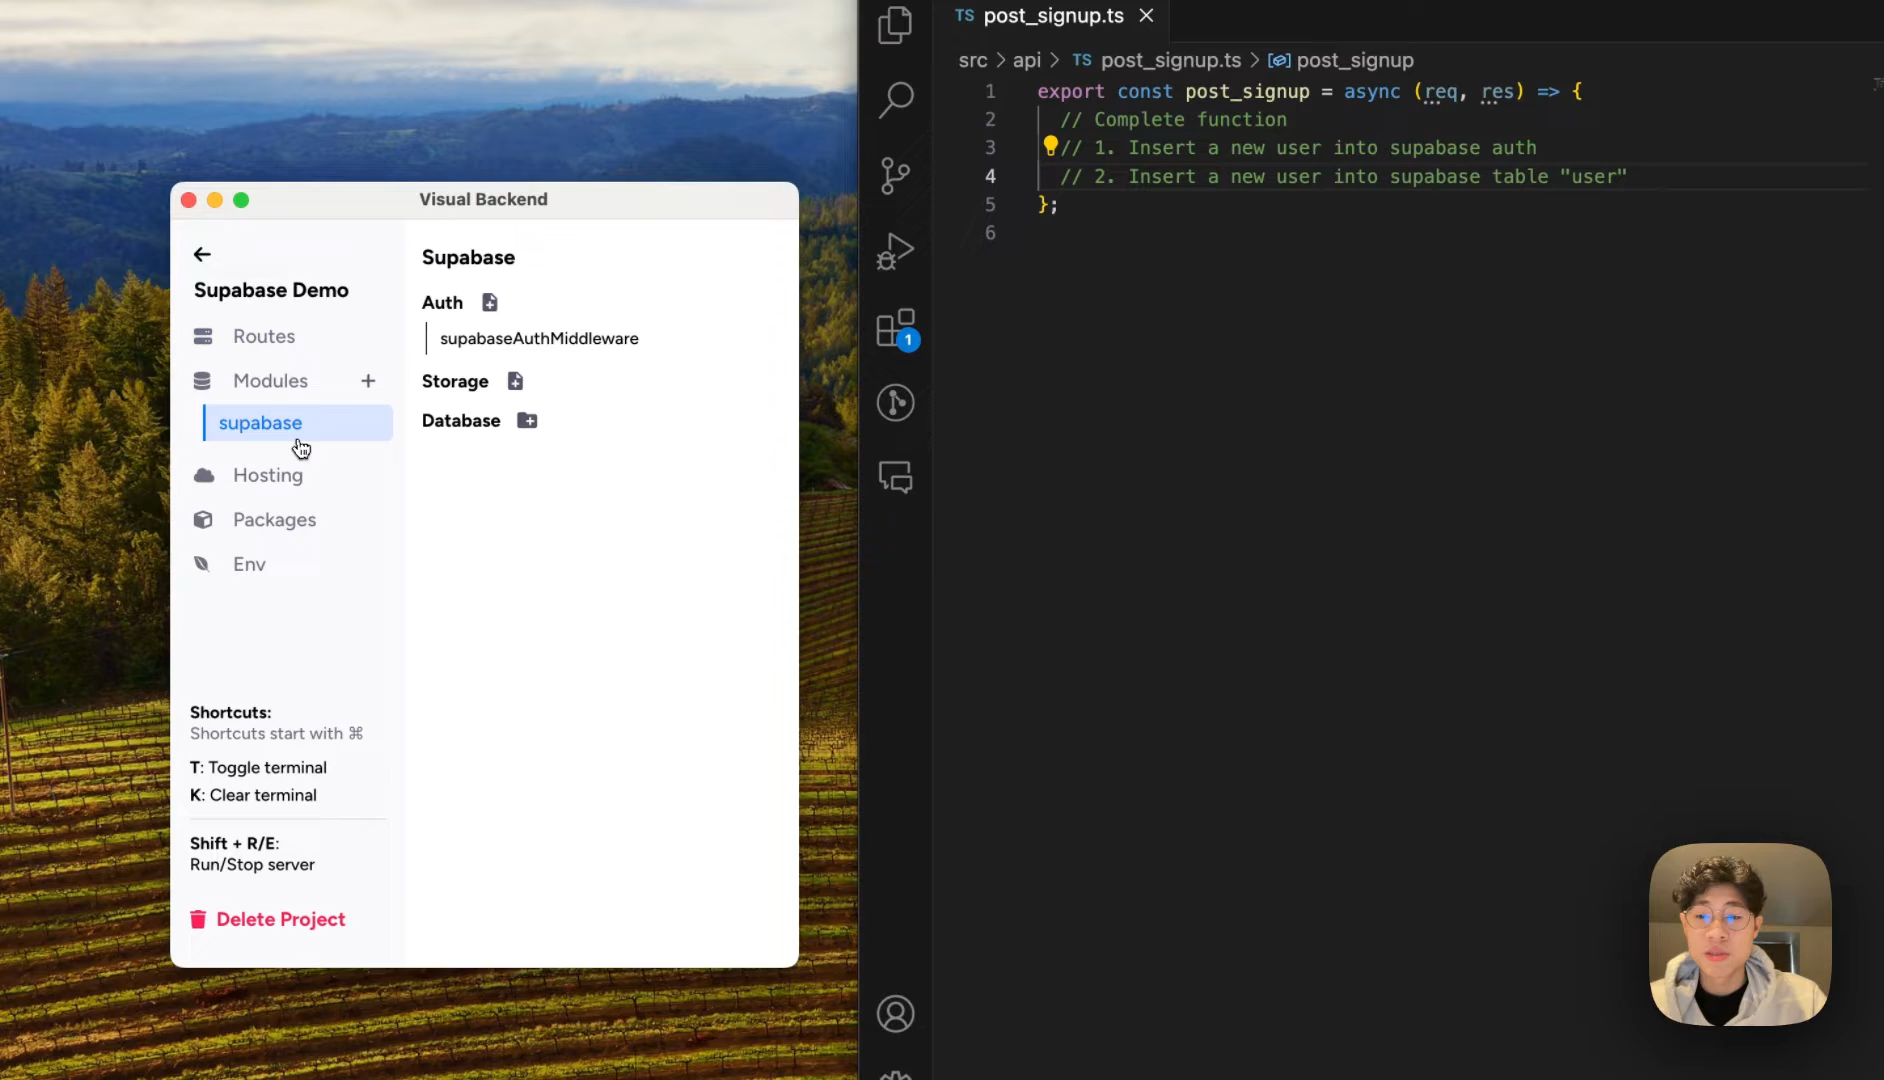 Visual Backend
Supabase Demo
Routes
Modules
supabase
Hosting
Packages
Env
Shortcuts:
Shortcuts start with ⌘
T: Toggle terminal
K: Clear terminal
Shift + R/E:
Run/Stop server
Delete Project
Supabase
Auth
supabaseAuthMiddleware
Storage
Database
1
TS post_signup.ts
src > api > TS post_signup.ts > post_signup
1 export const post_signup = async (req, res) => {
2 // Complete function
3 // 1. Insert a new user into supabase auth
4 // 2. Insert a new user into supabase table "user"
5 };
6